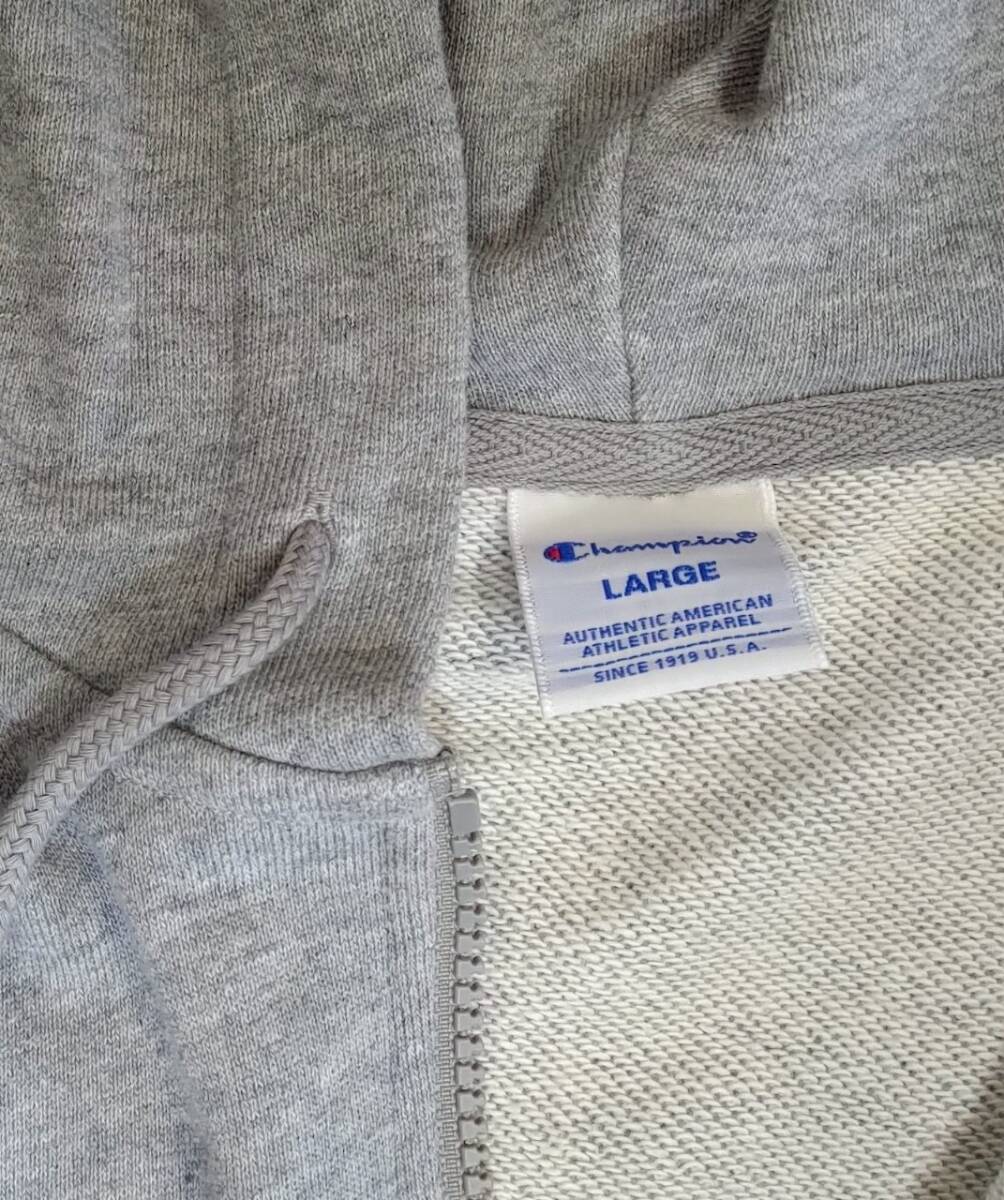 Champion®
LARGE
AUTHENTIC AMERICAN
ATHLETIC APPAREL
SINCE 1919 U.S.A.